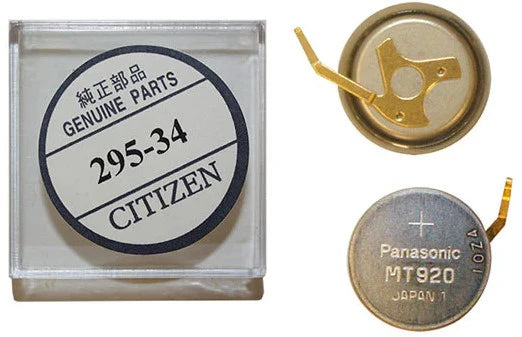 純正部品
GENUINE PARTS
295-34
CITIZEN
+
Panasonic
MT920
JAPAN 1